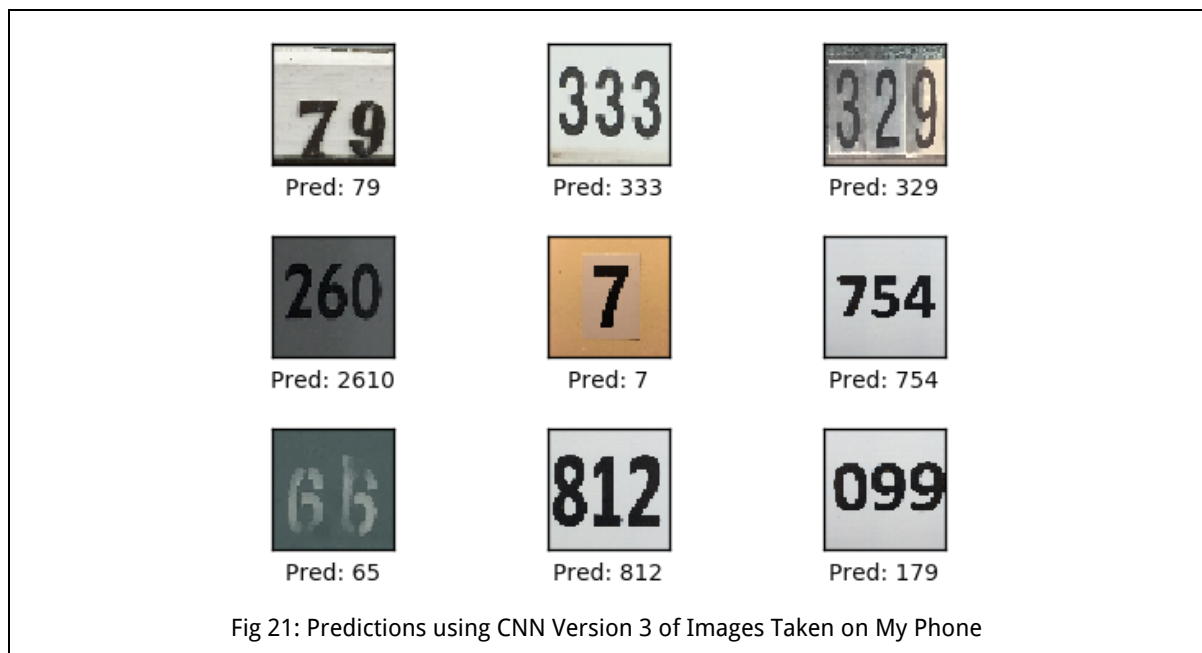 79
333
329
Pred: 79
Pred: 333
Pred: 329
260
7
754
Pred: 2610
Pred: 7
Pred: 754
66
812
099
Pred: 65
Pred: 812
Pred: 179
Fig 21: Predictions using CNN Version 3 of Images Taken on My Phone